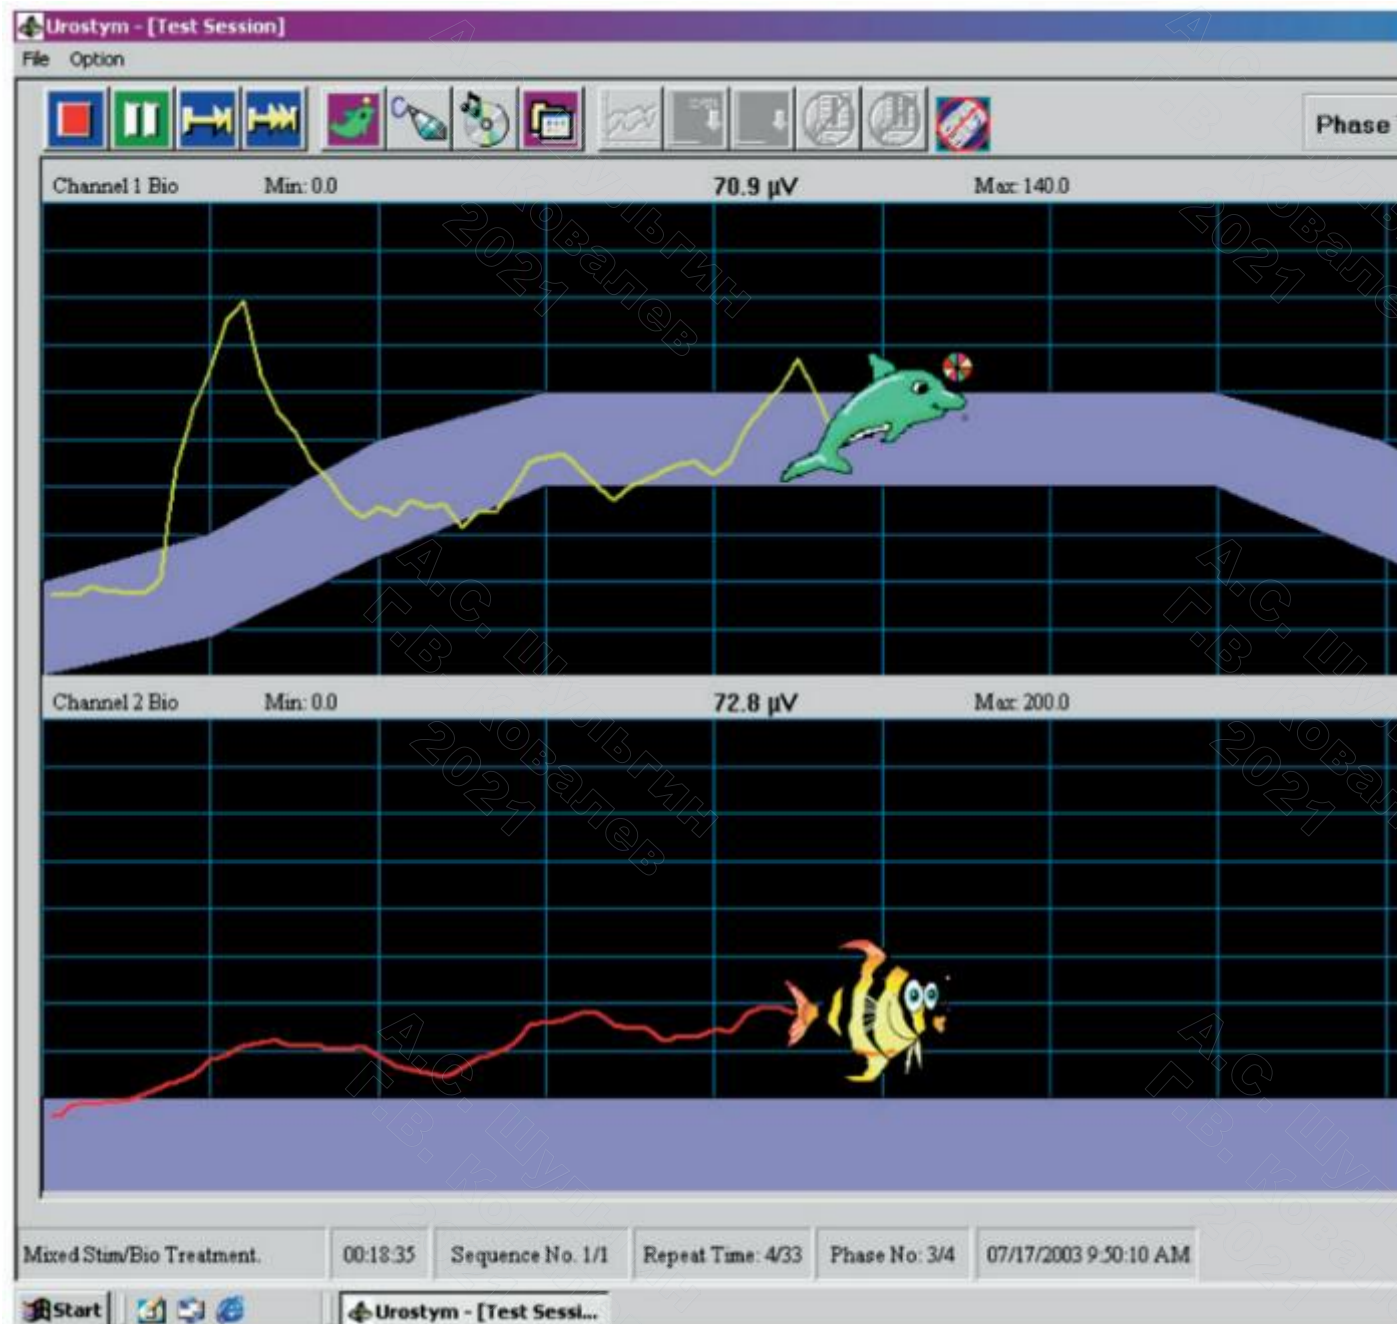 Urostym - [Test Session]
File Option
Phase
Channel 1 Bio Min: 0.0 70.9 µV Max: 140.0
Channel 2 Bio Min: 0.0 72.8 µV Max: 200.0
Mixed Stim/Bio Treatment. 00:18:35 Sequence No. 1/1 Repeat Time: 4/33 Phase No: 3/4 07/17/2003 9:50:10 AM
Start Urostym - [Test Sessi...
А.С. Шульгин
Г.В. Ковалев
2021